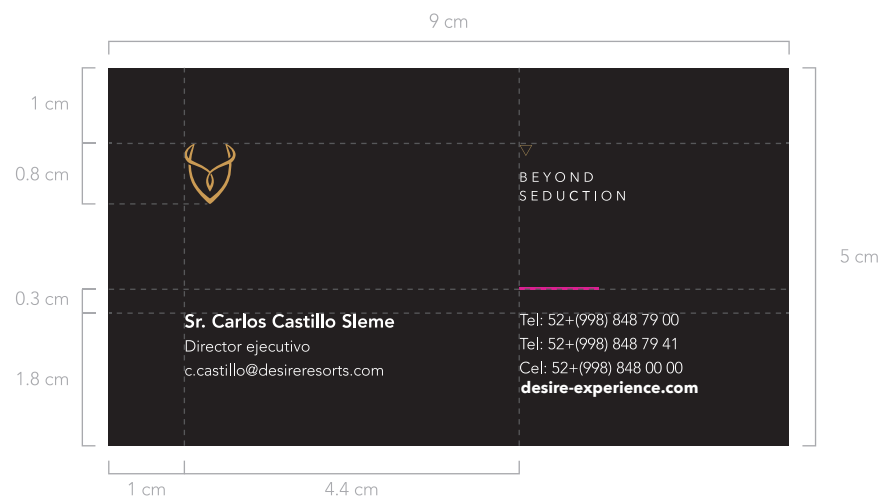 9 cm
1 cm
0.8 cm
BEYOND
SEDUCTION
5 cm
0.3 cm
1.8 cm
Sr. Carlos Castillo Sleme
Director ejecutivo
c.castillo@desireresorts.com
Tel: 52+(998) 848 79 00
Tel: 52+(998) 848 79 41
Cel: 52+(998) 848 00 00
desire-experience.com
1 cm
4.4 cm